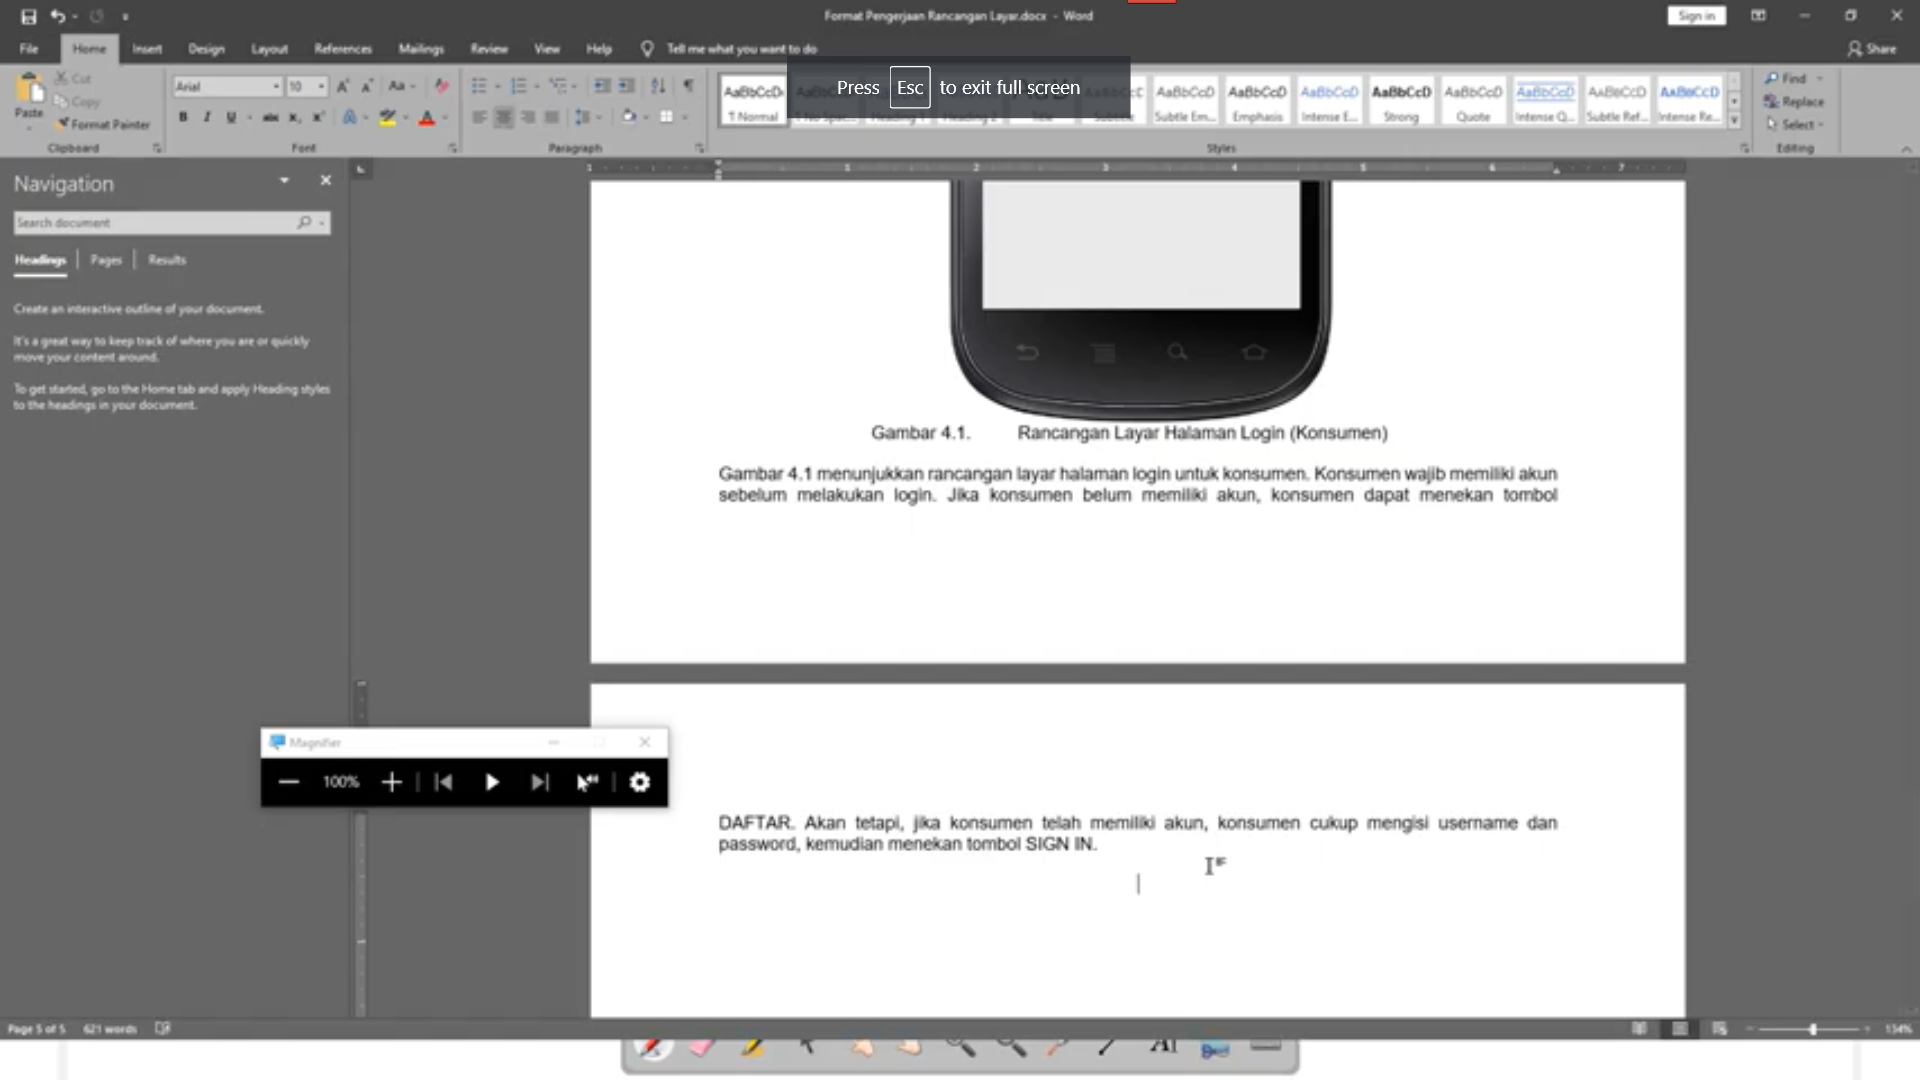 Format Pengerjaan Rancangan Layar.docx - Word
Sign in
File Home Insert Design Layout References Mailings Review View Help Tell me what you want to do
Share
Press Esc to exit full screen
Paste
Cut
Copy
Format Painter
Clipboard
Arial 10
Font
Paragraph
AaBbCcD AaBbCcD AaBbCcD AaBbCcD AaBbCcD AaBbCcD AaBbCcD AaBbCcD AaBbCcD
¶ Normal Subtle Em... Emphasis Intense E... Strong Quote Intense Q... Subtle Ref... Intense Re...
Styles
Find
Replace
Select
Editing
Navigation
Search document
Headings Pages Results
Create an interactive outline of your document.
It's a great way to keep track of where you are or quickly
move your content around.
To get started, go to the Home tab and apply Heading styles
to the headings in your document.
1 1 2 3 4 5 6 7
Gambar 4.1. Rancangan Layar Halaman Login (Konsumen)
Gambar 4.1 menunjukkan rancangan layar halaman login untuk konsumen. Konsumen wajib memiliki akun
sebelum melakukan login. Jika konsumen belum memiliki akun, konsumen dapat menekan tombol
Magnifier
100%
DAFTAR. Akan tetapi, jika konsumen telah memiliki akun, konsumen cukup mengisi username dan
password, kemudian menekan tombol SIGN IN.
Page 5 of 5 621 words
134%